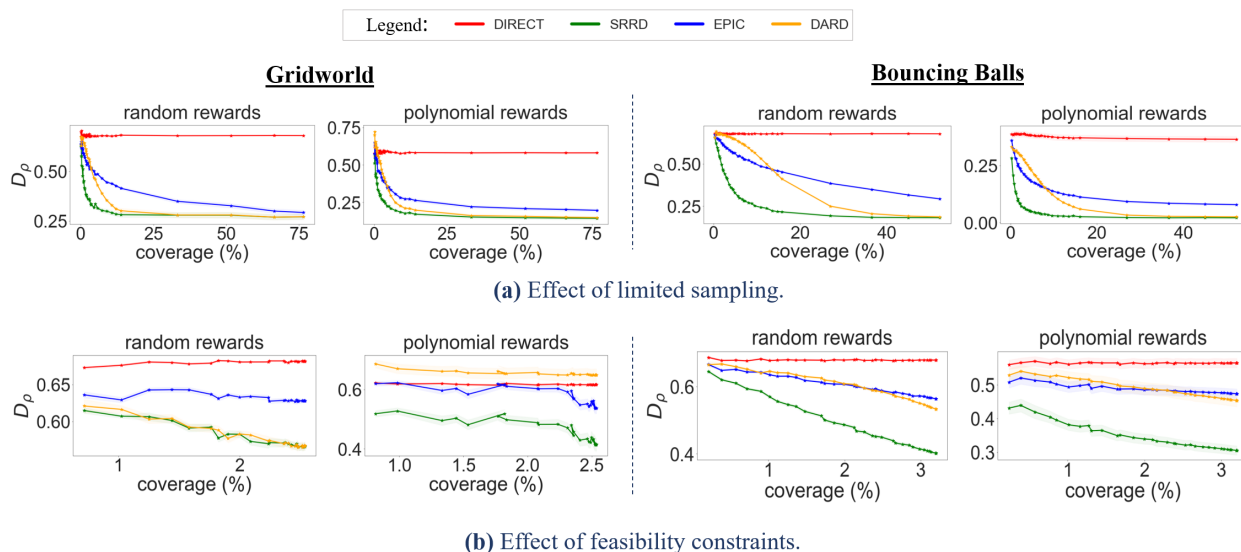 Legend: DIRECT SRRD EPIC DARD
Gridworld
Bouncing Balls
random rewards
polynomial rewards
random rewards
polynomial rewards
Dρ
0.50
0.25
0 25 50 75
coverage (%)
0.75
0.50
0.25
0 25 50 75
coverage (%)
Dρ
0.50
0.25
0 20 40
coverage (%)
0.25
0.00
0 20 40
coverage (%)
(a) Effect of limited sampling.
random rewards
polynomial rewards
random rewards
polynomial rewards
Dρ
0.65
0.60
1 2
coverage (%)
0.6
0.4
1.0 1.5 2.0 2.5
coverage (%)
Dρ
0.6
0.4
1 2 3
coverage (%)
0.5
0.4
0.3
1 2 3
coverage (%)
(b) Effect of feasibility constraints.